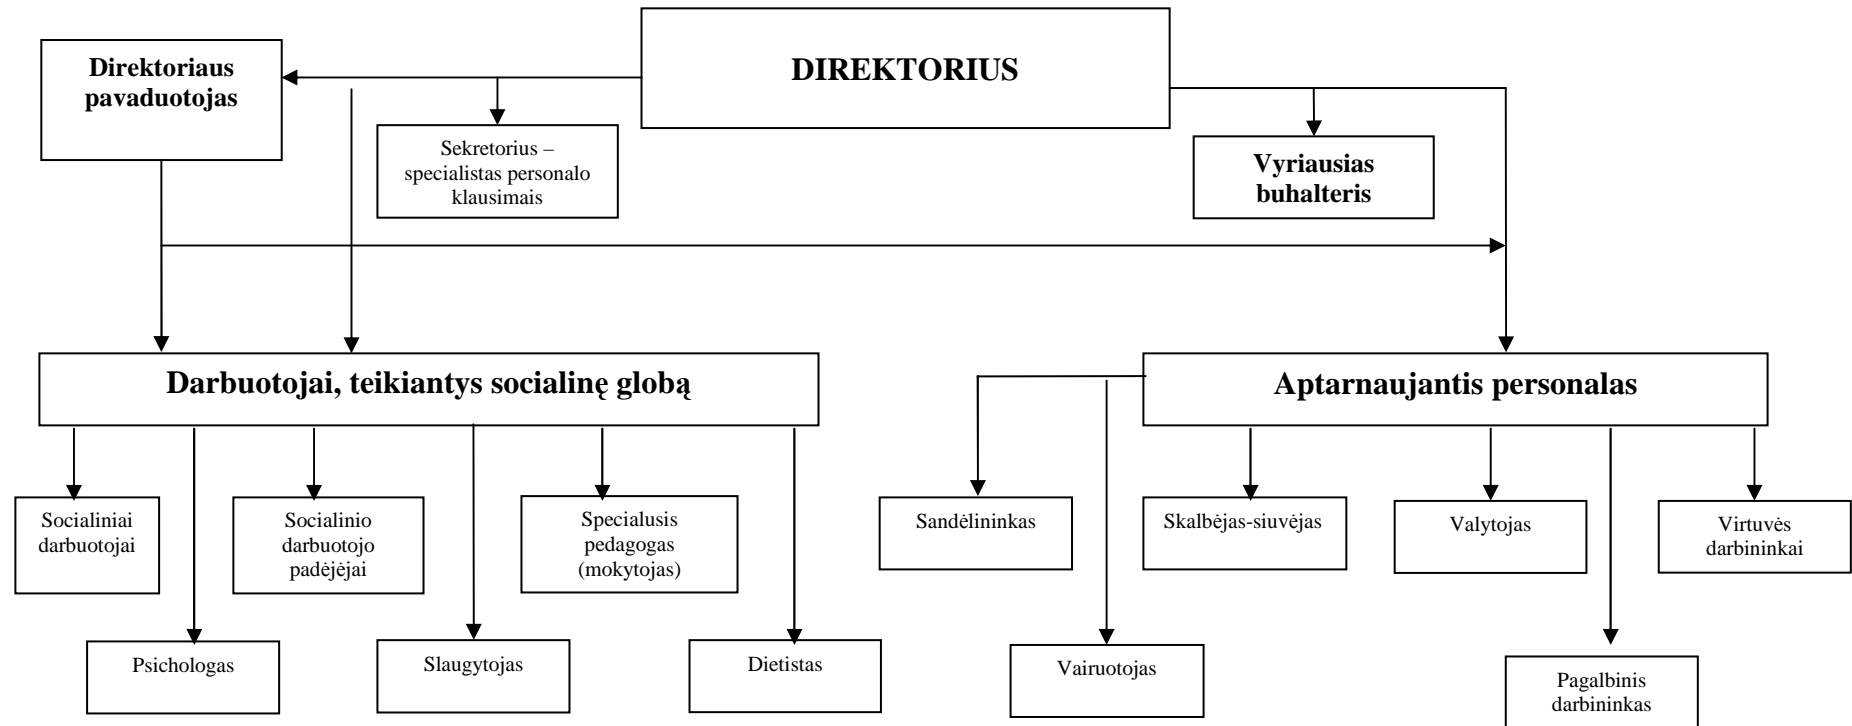 DIREKTORIUS
Direktoriaus
pavaduotojas
Sekretorius –
specialistas personalo
klausimais
Vyriausias
buhalteris
Darbuotojai, teikiantys socialinę globą
Aptarnaujantis personalas
Socialiniai
darbuotojai
Socialinio
darbuotojo
padėjėjai
Specialusis
pedagogas
(mokytojas)
Sandėlininkas
Skalbėjas-siuvėjas
Valytojas
Virtuvės
darbininkai
Psichologas
Slaugytojas
Dietistas
Vairuotojas
Pagalbinis
darbininkas